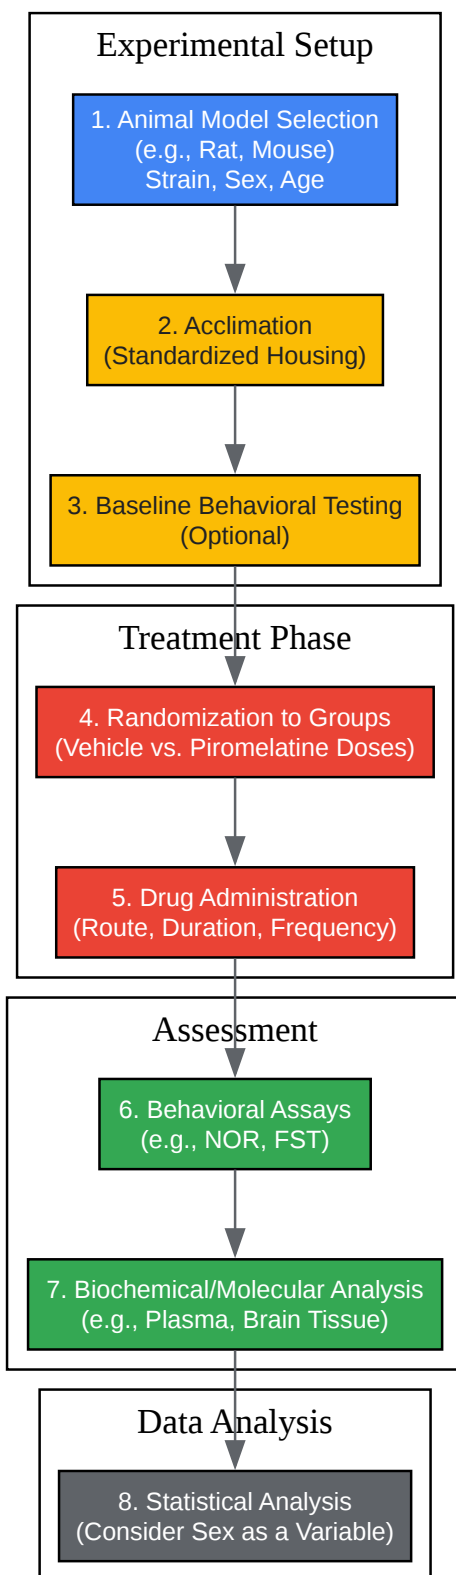 Experimental Setup
1. Animal Model Selection
(e.g., Rat, Mouse)
Strain, Sex, Age
2. Acclimation
(Standardized Housing)
3. Baseline Behavioral Testing
(Optional)
Treatment Phase
4. Randomization to Groups
(Vehicle vs. Piromelatine Doses)
5. Drug Administration
(Route, Duration, Frequency)
Assessment
6. Behavioral Assays
(e.g., NOR, FST)
7. Biochemical/Molecular Analysis
(e.g., Plasma, Brain Tissue)
Data Analysis
8. Statistical Analysis
(Consider Sex as a Variable)